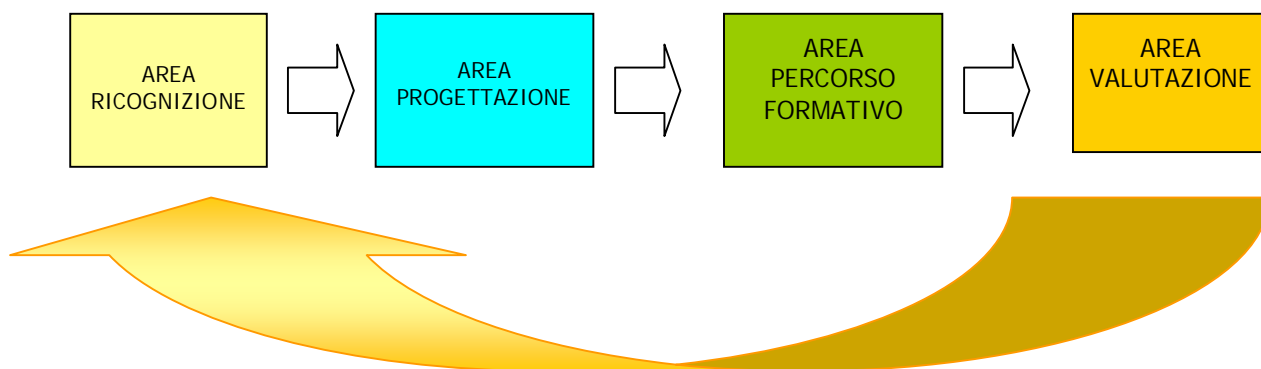 AREA
RICOGNIZIONE
AREA
PROGETTAZIONE
AREA
PERCORSO
FORMATIVO
AREA
VALUTAZIONE